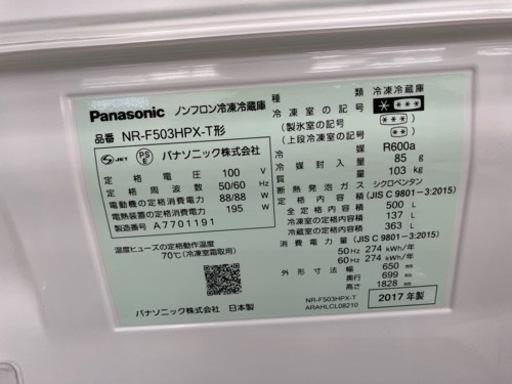 Panasonic ノンフロン冷凍冷蔵庫
品番 NR-F503HPX-T形
JET PSE パナソニック株式会社
定格電圧 100 V
定格周波数 50/60 Hz
電動機の定格消費電力 88/88 W
電熱装置の定格消費電力 195 W
製造番号 A7701191
温度ヒューズの定格動作温度
70℃(冷凍室霜取用)
パナソニック株式会社 日本製
種類 冷凍冷蔵庫
冷凍室の記号
(製氷室の記号)
(上段冷凍室の記号)
冷媒 R600a
冷媒封入量 85 g
質量 103 kg
断熱発泡ガス シクロペンタン
定格内容積(JIS C 9801-3:2015)
全定格内容積 500 L
冷凍室の定格内容積 137 L
冷蔵室の定格内容積 363 L
消費電力量(JIS C 9801-3:2015)
50Hz 274 kWh/年
60Hz 274 kWh/年
外形寸法 幅 650 mm
奥行 699 mm
高さ 1828 mm
NR-F503HPX-T
ARAHLCL08210
2017年製